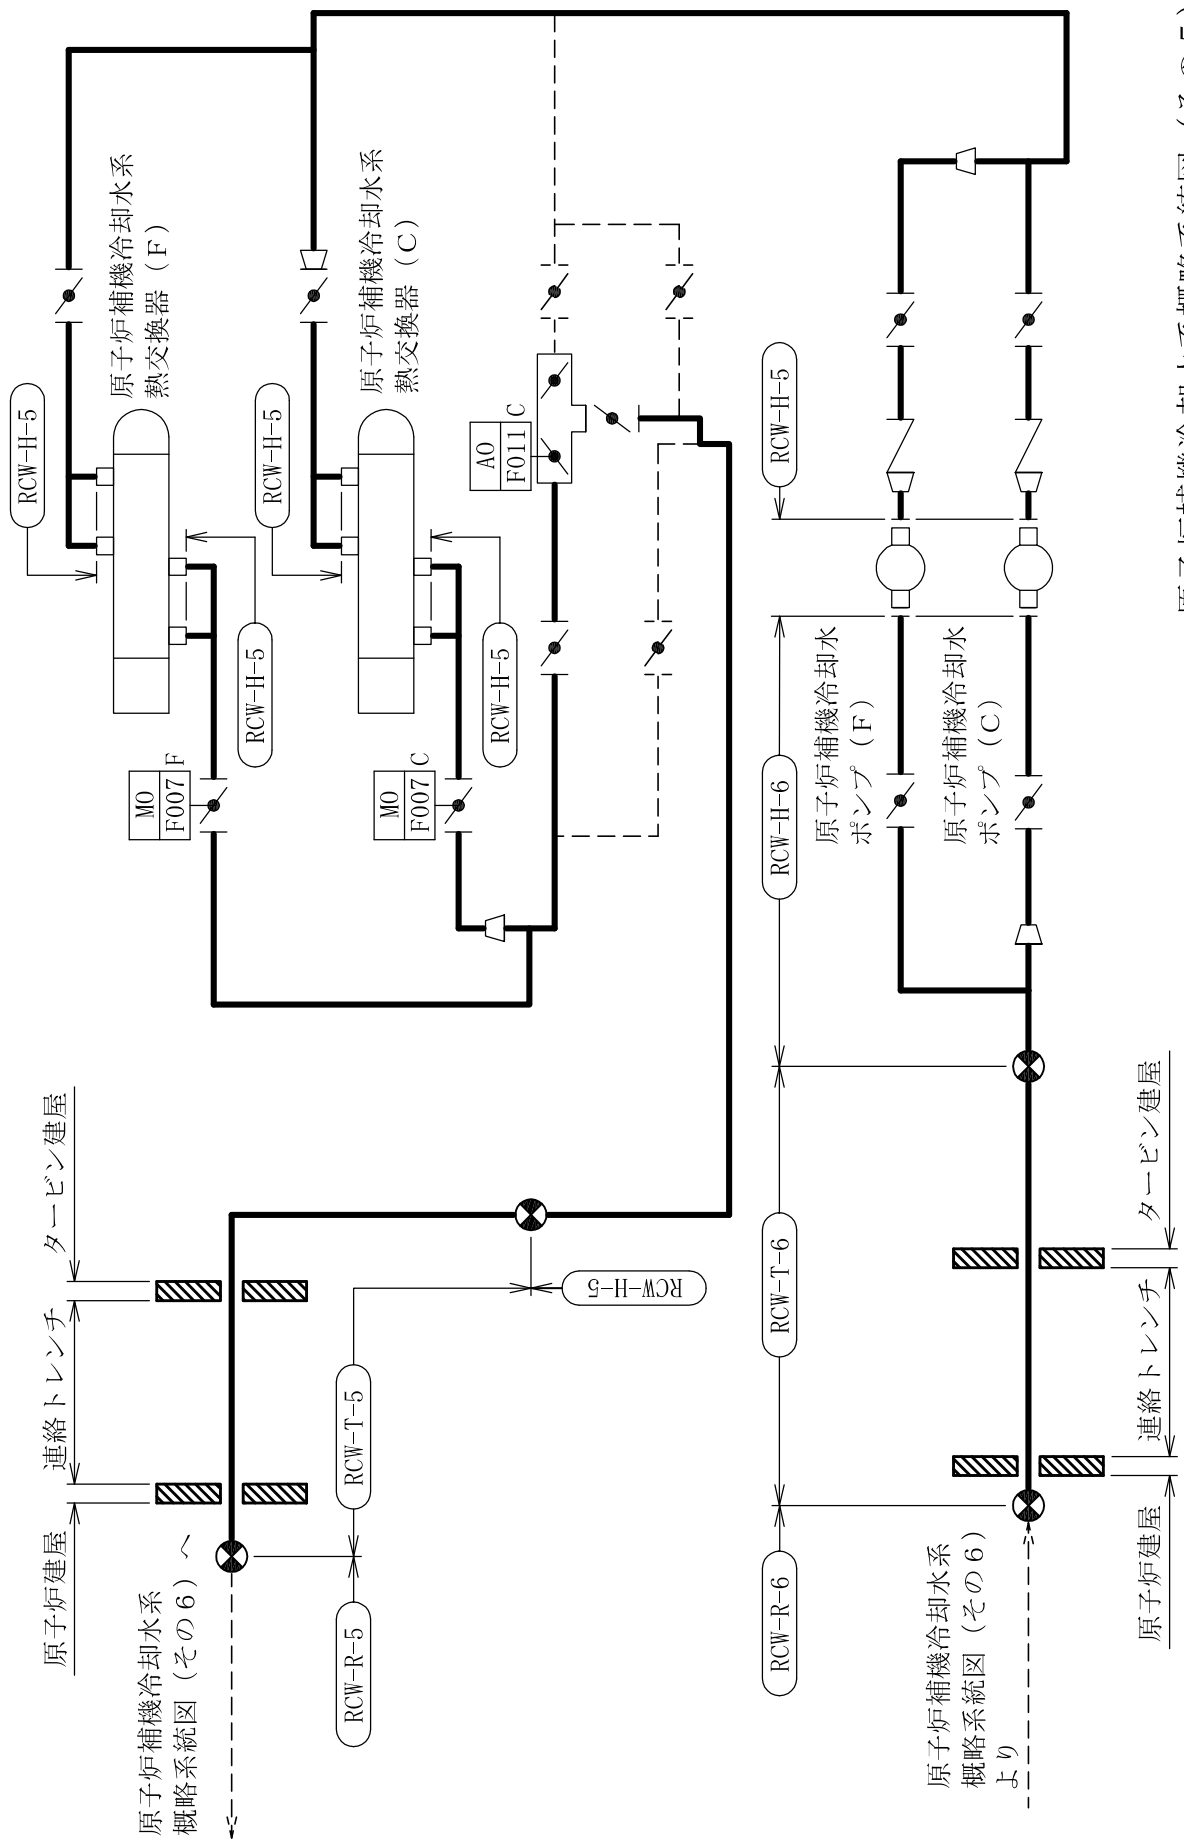 原子炉補機冷却水系
概略系統図（その６）へ
原子炉建屋
連絡トレンチ
タービン建屋
RCW-R-5
RCW-T-5
RCW-H-5
MO
F007
F
RCW-H-5
RCW-H-5
原子炉補機冷却水系
熱交換器（Ｆ）
MO
F007
C
RCW-H-5
RCW-H-5
原子炉補機冷却水系
熱交換器（Ｃ）
AO
F011
C
RCW-R-6
RCW-T-6
RCW-H-6
RCW-H-5
原子炉補機冷却水
ポンプ（Ｆ）
原子炉補機冷却水
ポンプ（Ｃ）
原子炉補機冷却水系
概略系統図（その６）
より
原子炉建屋
連絡トレンチ
タービン建屋